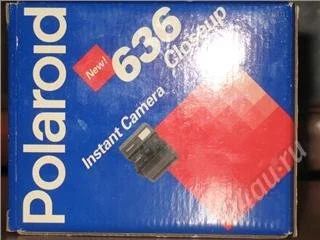 Polaroid
New!
636
Closeup
Instant Camera